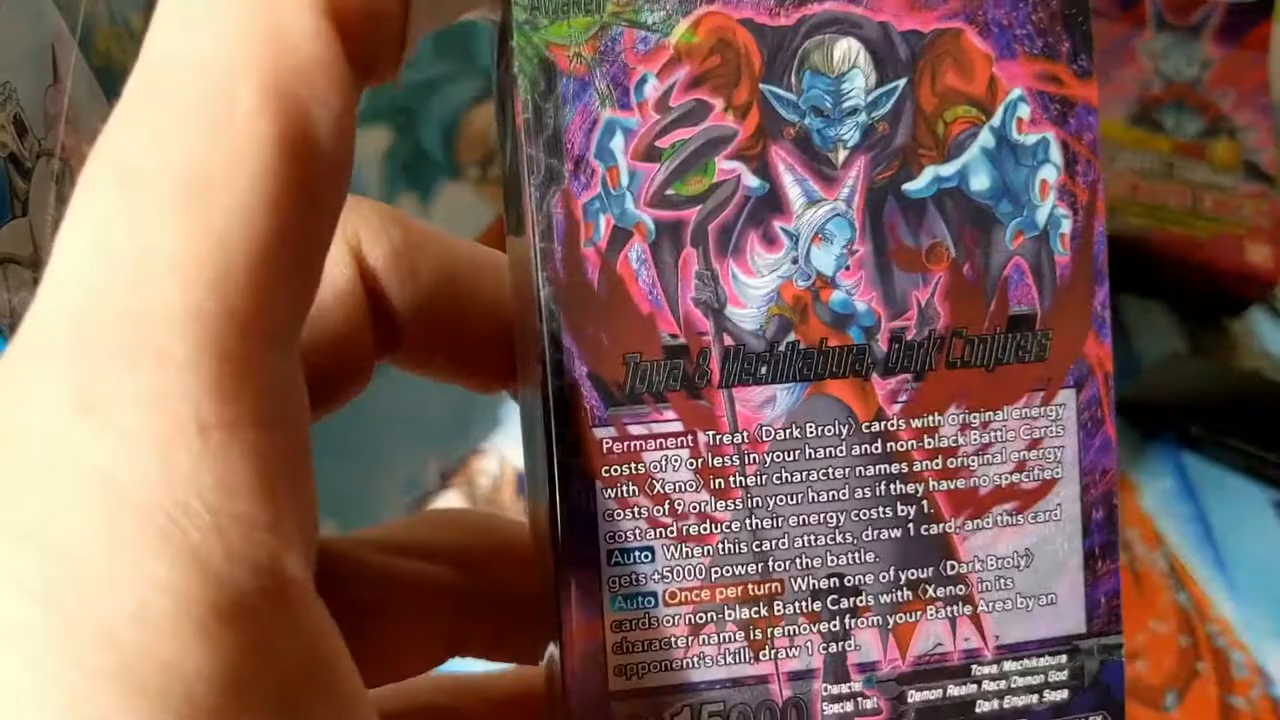 Awaken
Towa & Mechikabura, Dark Conjurers
Permanent Treat 〈Dark Broly〉 cards with original energy
costs of 9 or less in your hand and non-black Battle Cards
with 〈Xeno〉 in their character names and original energy
costs of 9 or less in your hand as if they have no specified
cost and reduce their energy costs by 1.
Auto When this card attacks, draw 1 card, and this card
gets +5000 power for the battle.
Auto Once per turn When one of your 〈Dark Broly〉
cards or non-black Battle Cards with 〈Xeno〉 in its
character name is removed from your Battle Area by an
opponent's skill, draw 1 card.
15000
Character Towa/Mechikabura
Special Trait Demon Realm Race/Demon God
Dark Empire Saga